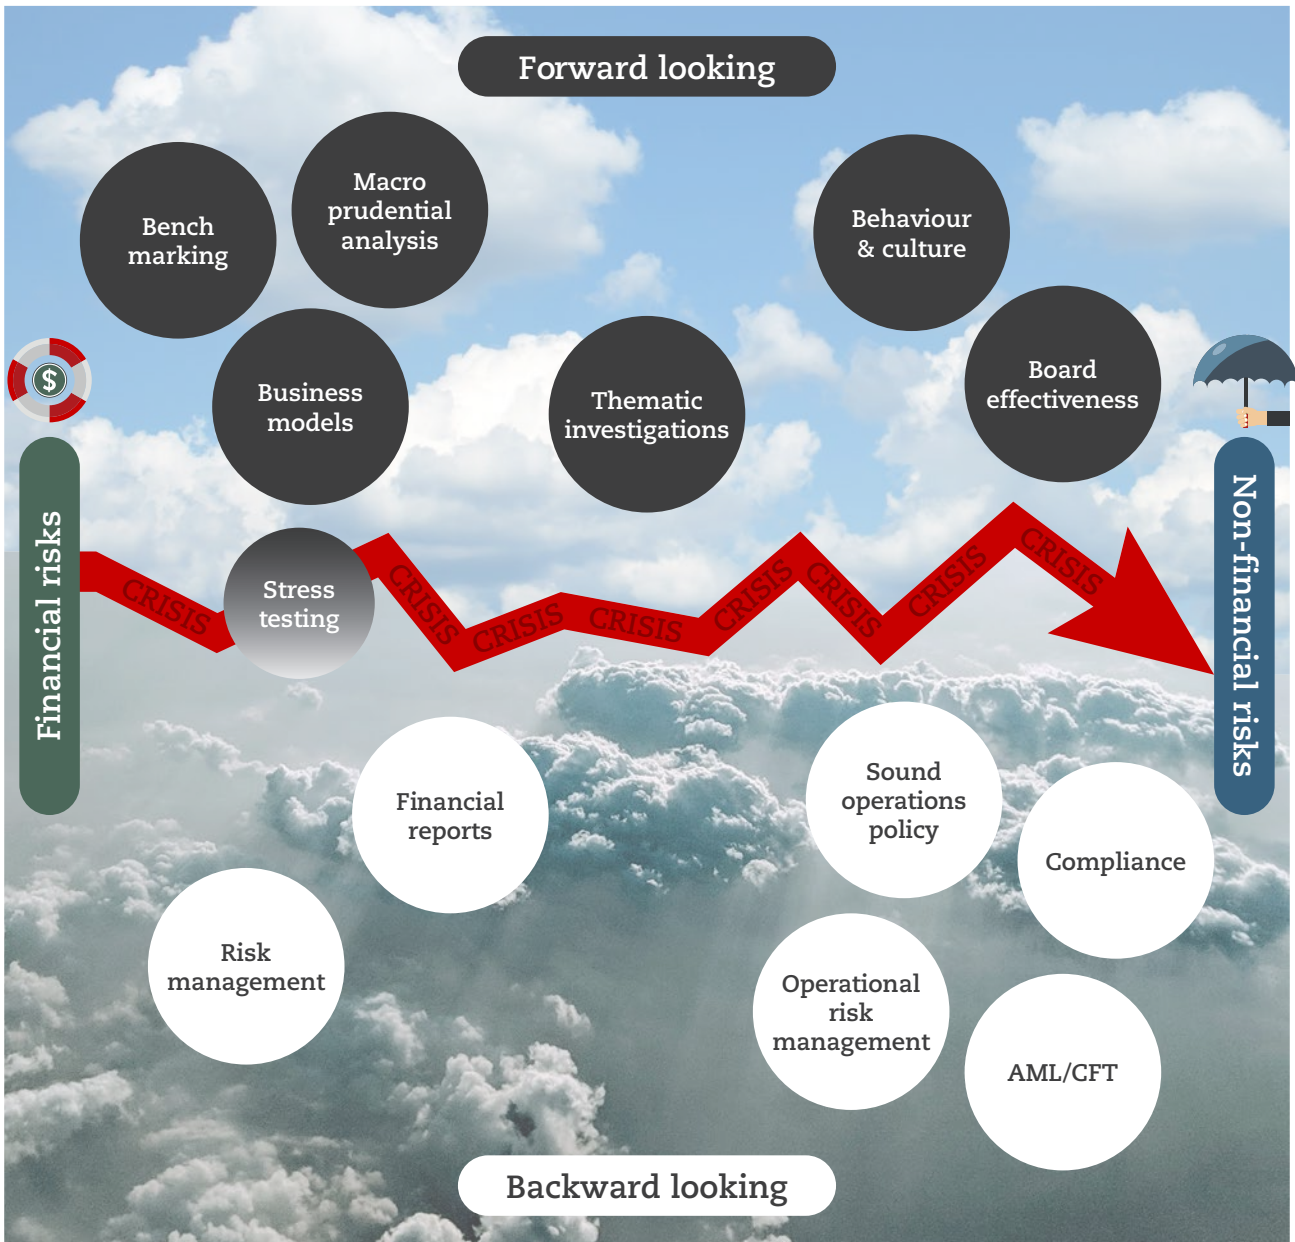 Forward looking
Bench
marking
Macro
prudential
analysis
Behaviour
& culture
Business
models
Thematic
investigations
Board
effectiveness
$
Financial risks
Non-financial risks
Stress
testing
CRISIS
CRISIS
CRISIS
CRISIS
CRISIS
CRISIS
CRISIS
CRISIS
Financial
reports
Sound
operations
policy
Compliance
Risk
management
Operational
risk
management
AML/CFT
Backward looking